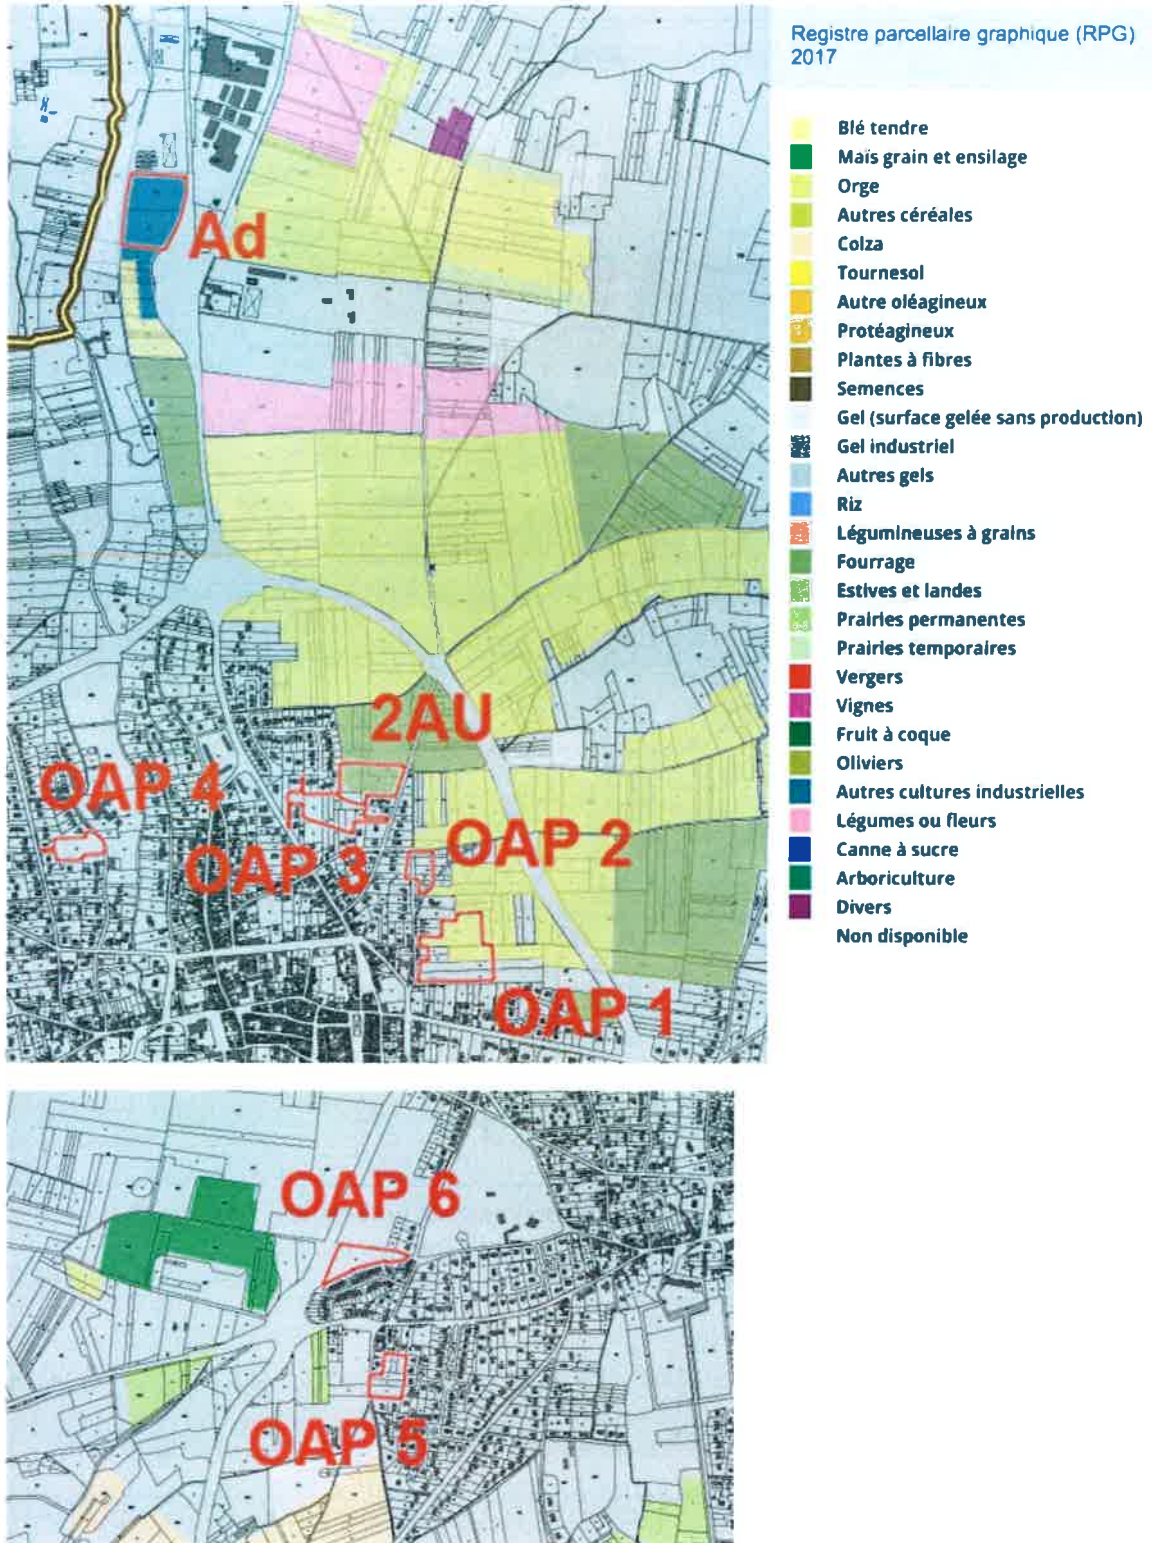 Registre parcellaire graphique (RPG)
2017
Blé tendre
Maïs grain et ensilage
Orge
Autres céréales
Colza
Tournesol
Autre oléagineux
Protéagineux
Plantes à fibres
Semences
Gel (surface gelée sans production)
Gel industriel
Autres gels
Riz
Légumineuses à grains
Fourrage
Estives et landes
Prairies permanentes
Prairies temporaires
Vergers
Vignes
Fruit à coque
Oliviers
Autres cultures industrielles
Légumes ou fleurs
Canne à sucre
Arboriculture
Divers
Non disponible
Ad
2AU
OAP 4
OAP 3
OAP 2
OAP 1
OAP 6
OAP 5